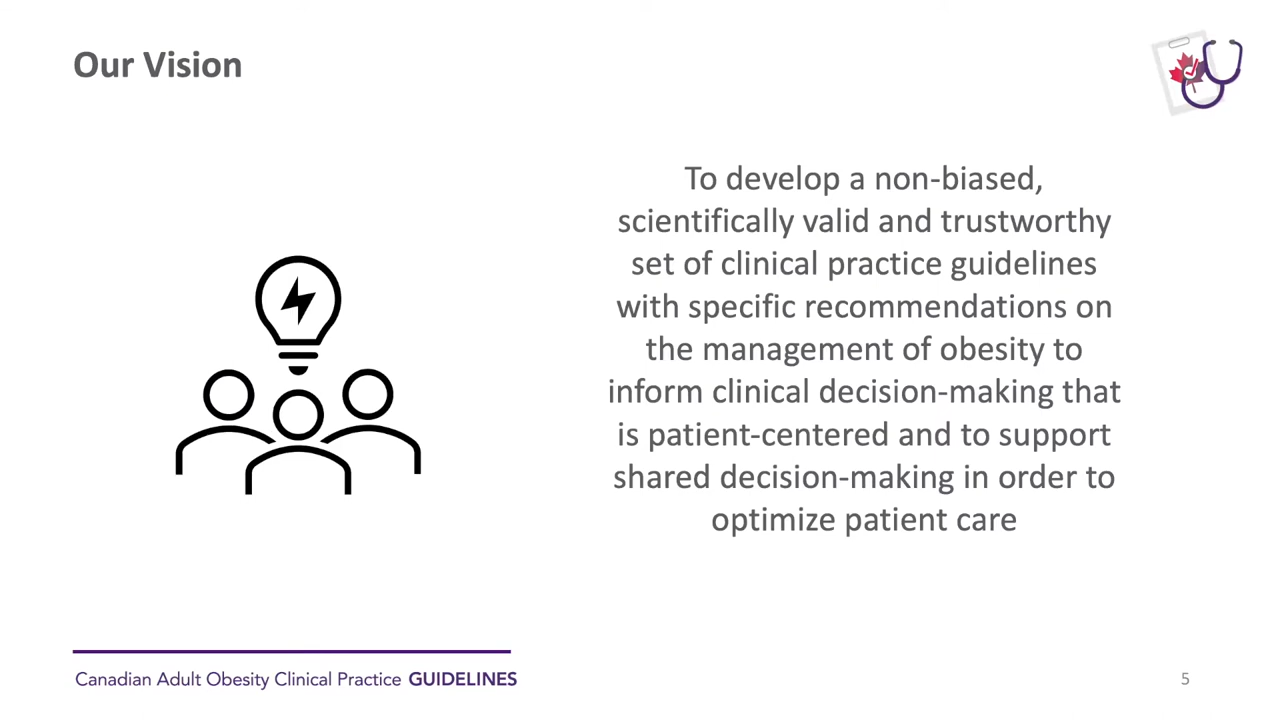 Our Vision
To develop a non-biased,
scientifically valid and trustworthy
set of clinical practice guidelines
with specific recommendations on
the management of obesity to
inform clinical decision-making that
is patient-centered and to support
shared decision-making in order to
optimize patient care
Canadian Adult Obesity Clinical Practice GUIDELINES
5